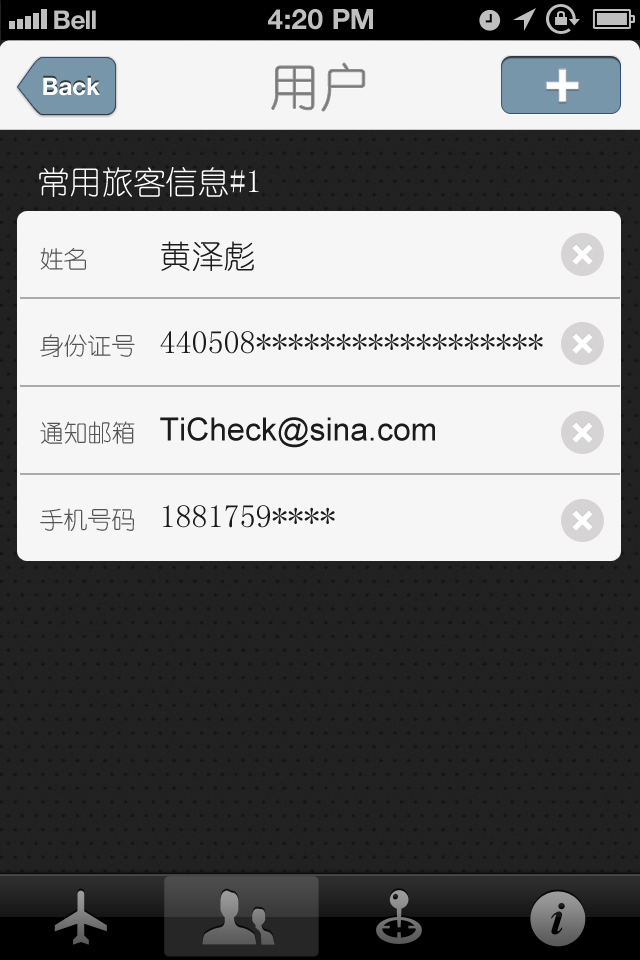 Bell 4:20 PM
Back 用户 +
常用旅客信息#1
姓名 黄泽彪
身份证号 440508******************
通知邮箱 TiCheck@sina.com
手机号码 1881759****
i